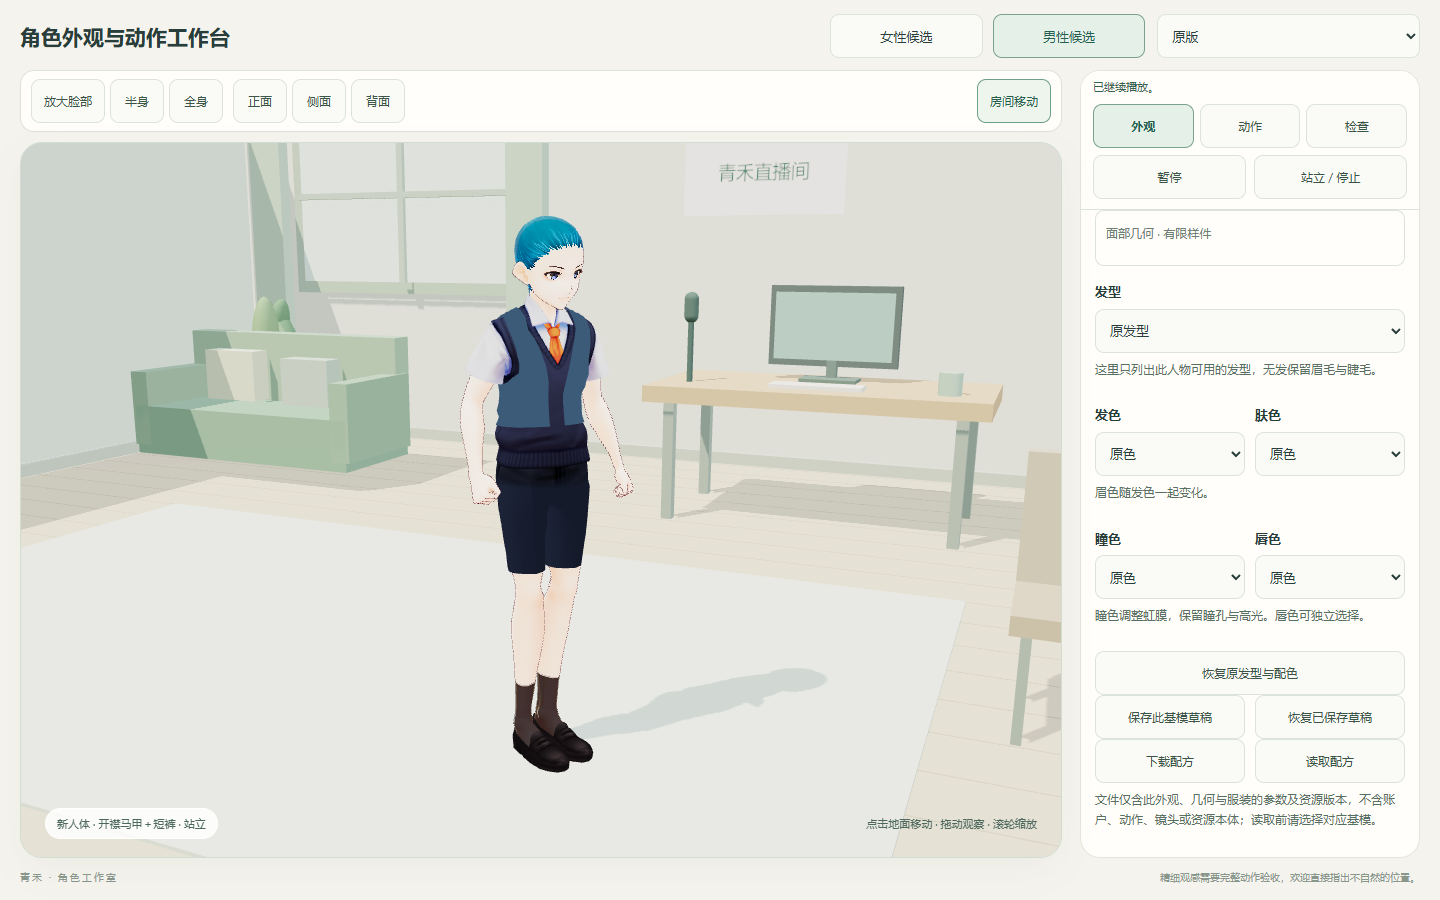 角色外观与动作工作台
女性候选
男性候选
原版
放大脸部
半身
全身
正面
侧面
背面
房间移动
已继续播放。
外观
动作
检查
暂停
站立 / 停止
青禾直播间
面部几何 · 有限样件
发型
原发型
这里只列出此人物可用的发型，无发保留眉毛与睫毛。
发色
肤色
原色
原色
眉色随发色一起变化。
瞳色
唇色
原色
原色
瞳色调整虹膜，保留瞳孔与高光。唇色可独立选择。
恢复原发型与配色
保存此基模草稿
恢复已保存草稿
下载配方
读取配方
文件仅含此外观、几何与服装的参数及资源版本，不含账
户、动作、镜头或资源本体；读取前请选择对应基模。
新人体 · 开襟马甲 + 短裤 · 站立
点击地面移动 · 拖动观察 · 滚轮缩放
青禾 · 角色工作室
精细观感需要完整动作验收，欢迎直接指出不自然的位置。